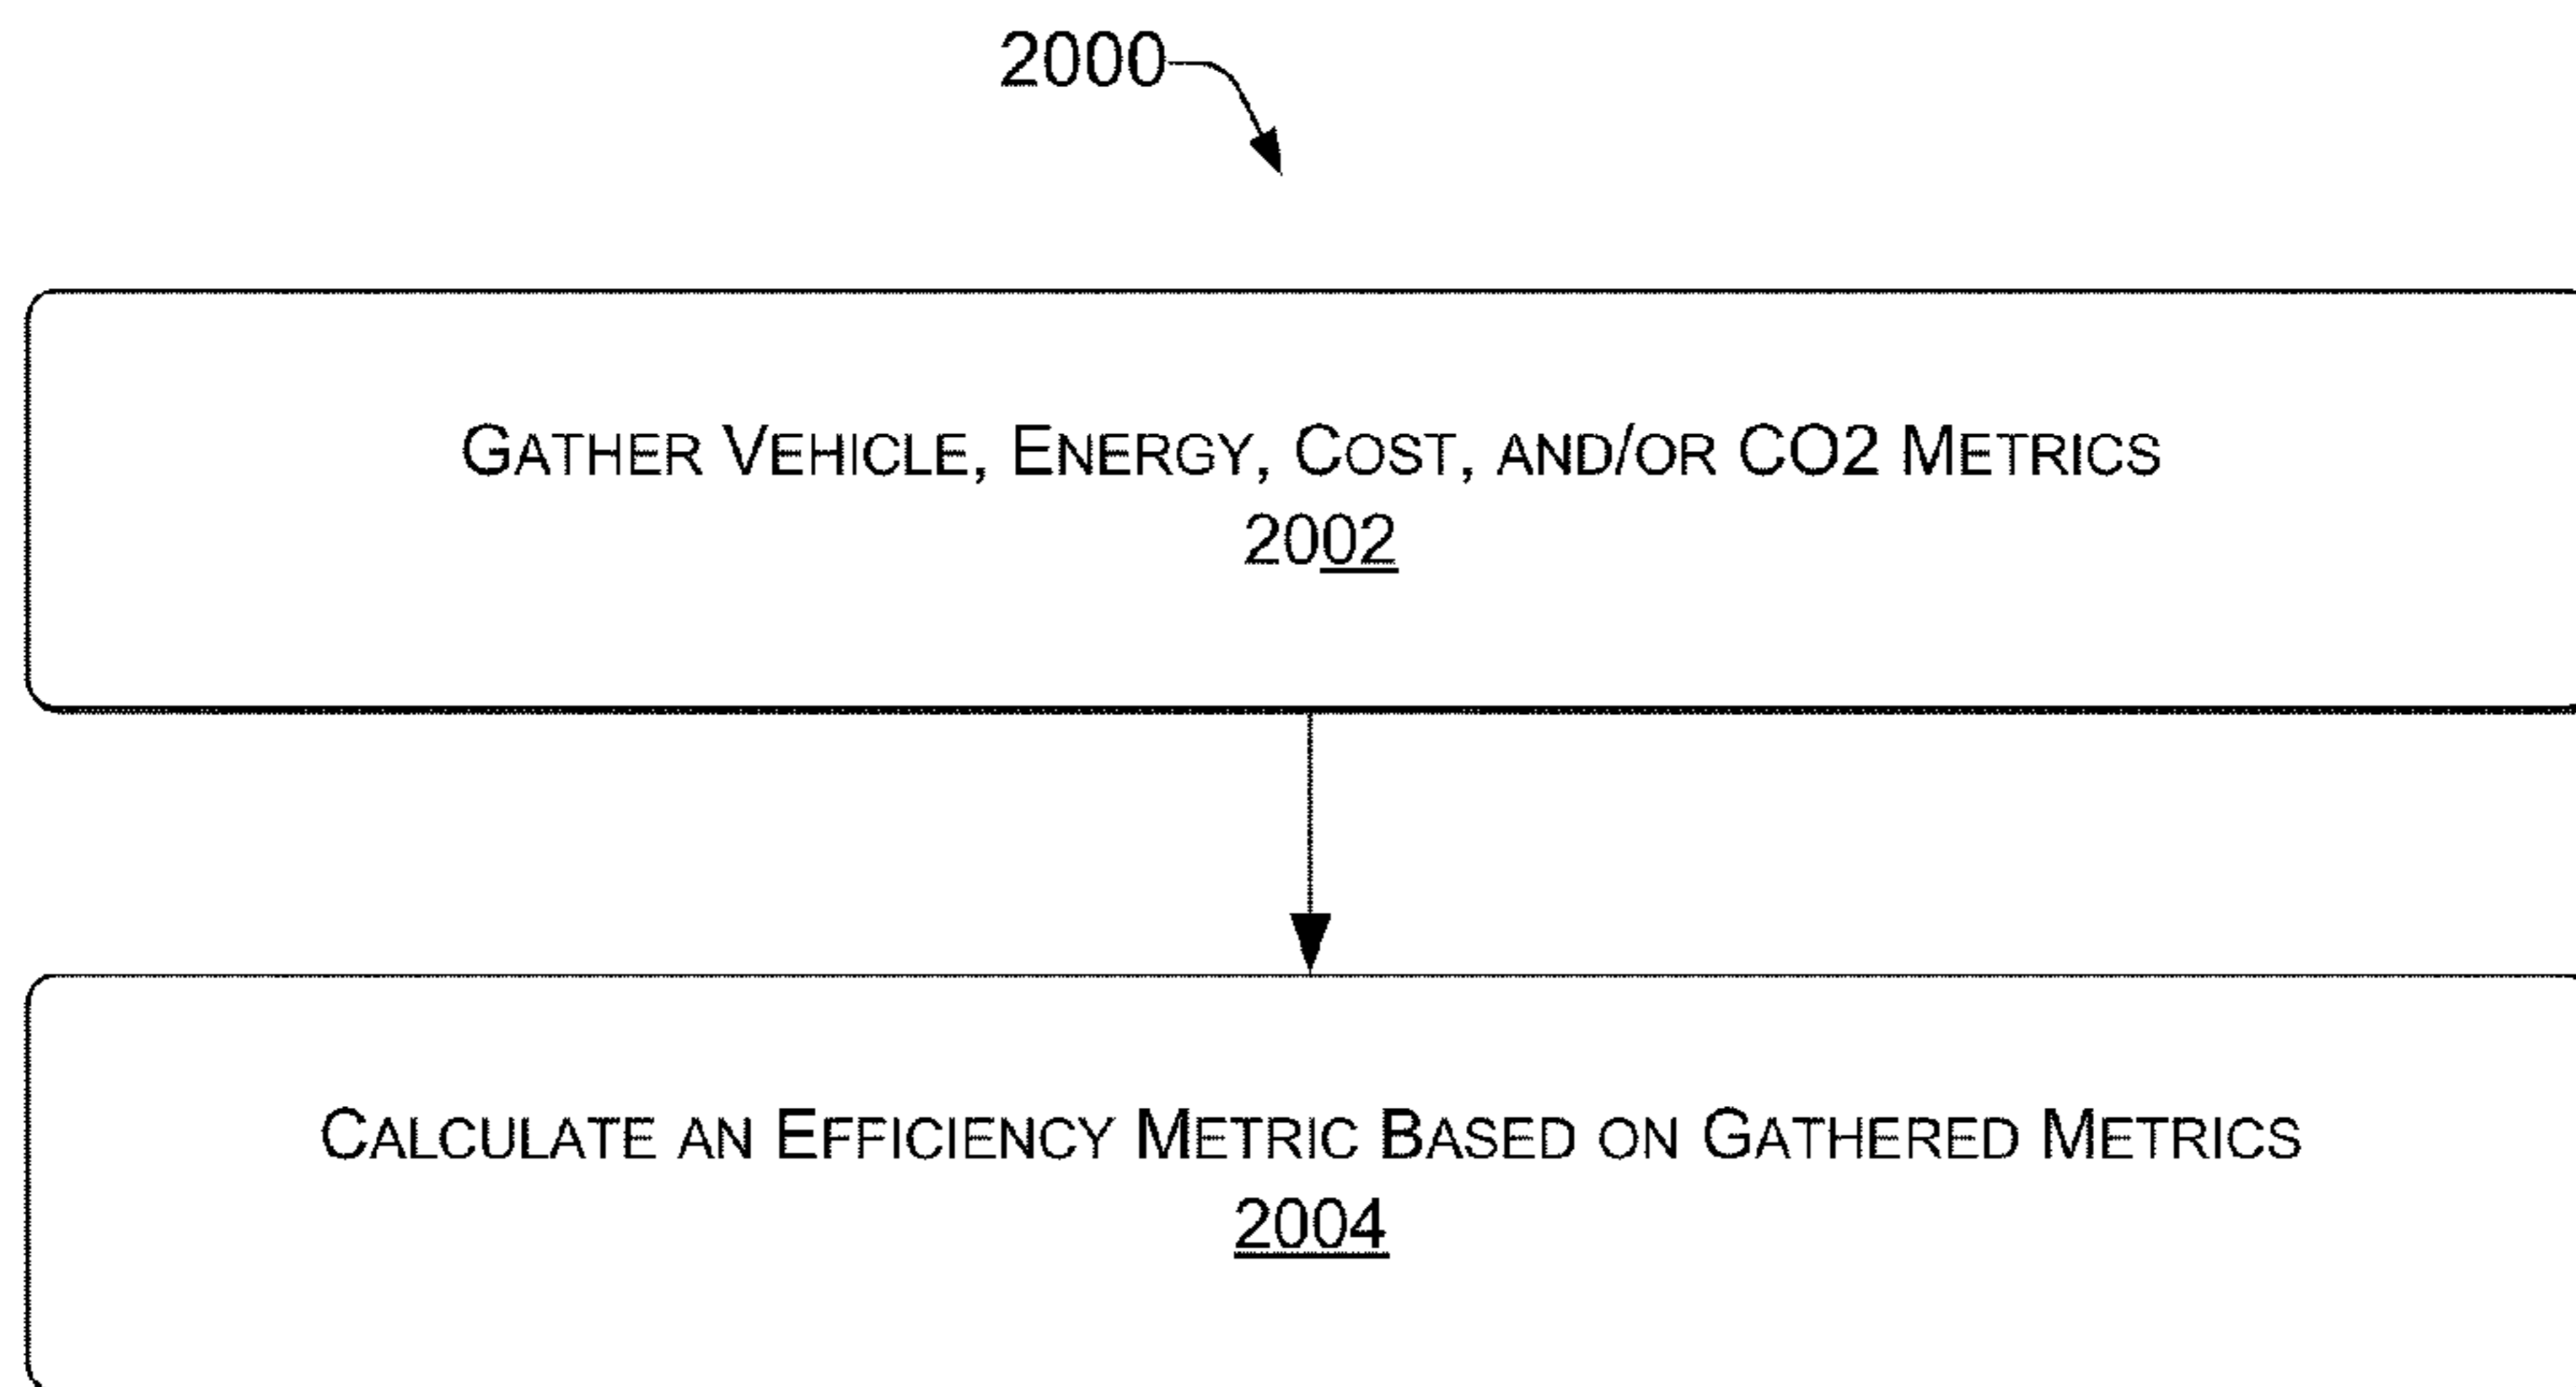 2000
GATHER VEHICLE, ENERGY, COST, AND/OR CO2 METRICS
2002
CALCULATE AN EFFICIENCY METRIC BASED ON GATHERED METRICS
2004